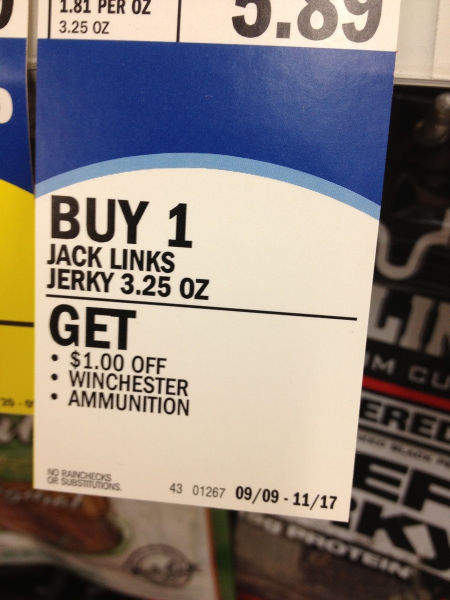 1.81 PER OZ
3.25 OZ
5.89
BUY 1
JACK LINKS
JERKY 3.25 OZ
GET
• $1.00 OFF
• WINCHESTER
• AMMUNITION
NO RAINCHECKS
OR SUBSTITUTIONS.
43 01267 09/09 - 11/17
PROTEIN